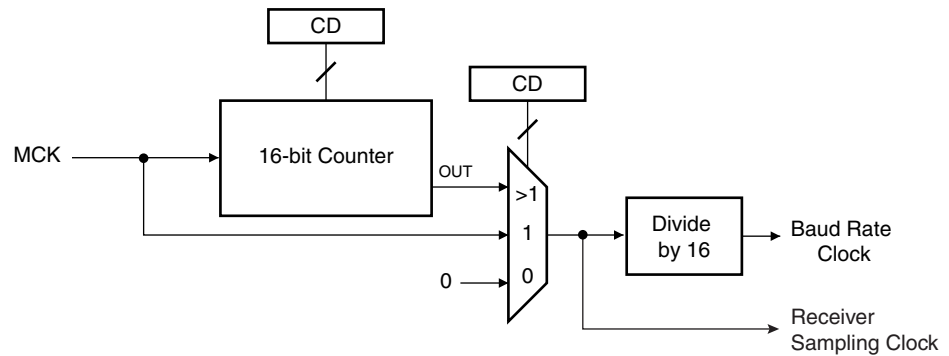 CD
CD
MCK
16-bit Counter
OUT
>1
1
0
0
Divide
by 16
Baud Rate
Clock
Receiver
Sampling Clock